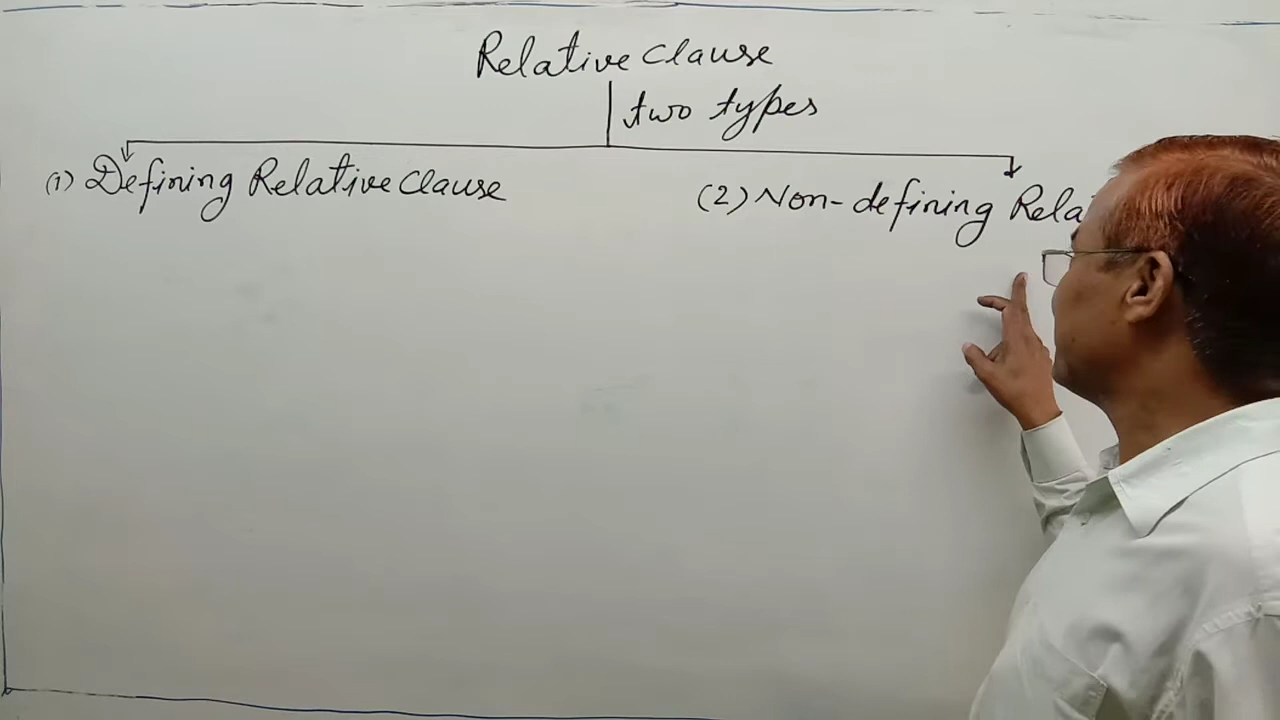 Relative Clause
two types
(1) Defining Relative Clause
(2) Non-defining Rela